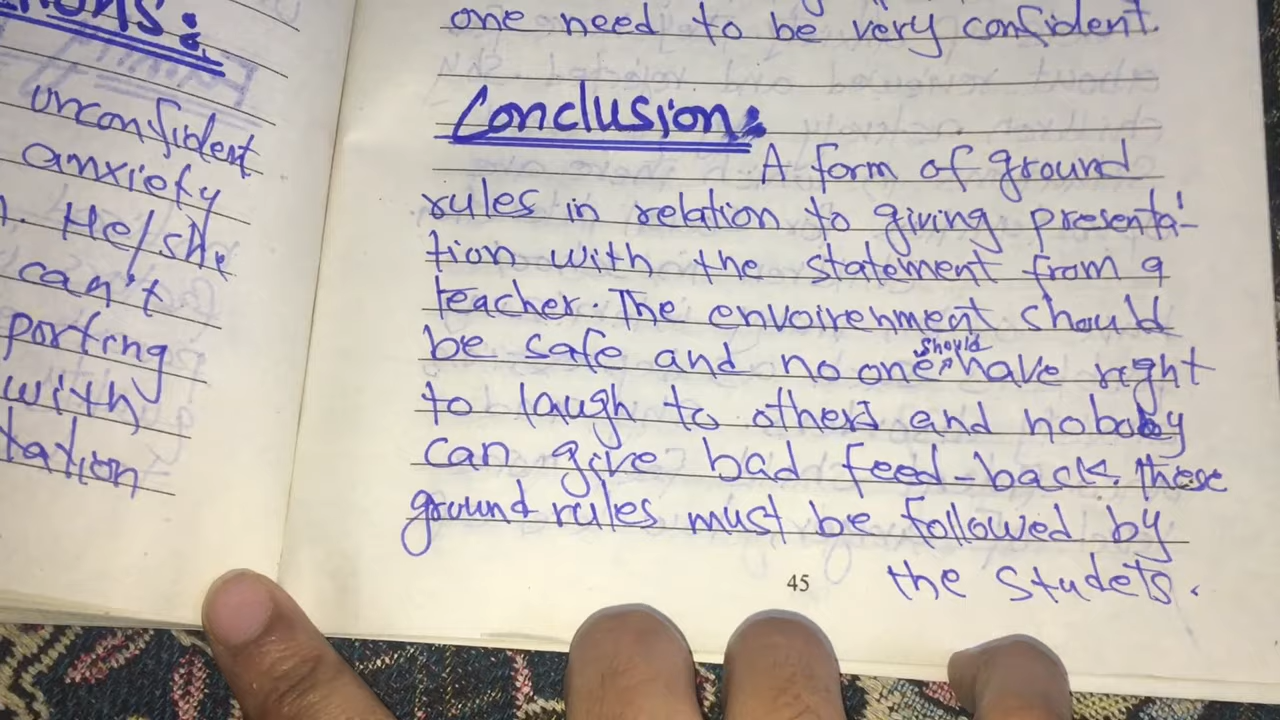 unconfident
anxiety
He/she
can't
porting
with
tation
one need to be very confident.
Conclusion:
A form of ground
rules in relation to giving presenta-
tion with the statement from a
teacher. The envoirenment should
be safe and no one should have right
to laugh to others and nobody
can give bad feed-back. these
ground rules must be followed by
the studets.
45